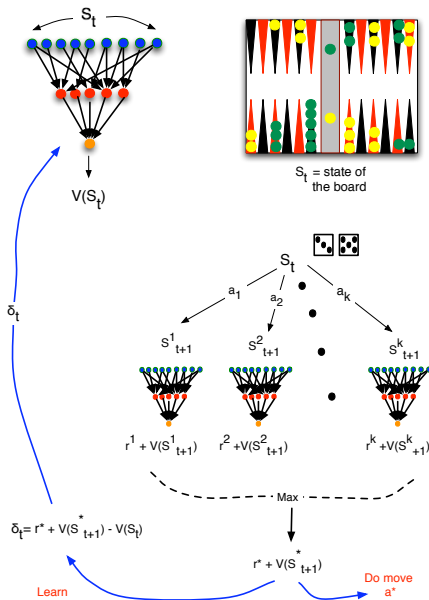 S_t
V(S_t)
S_t = state of
the board
S_t
a_1
a_2
a_k
δ_t
S^1_{t+1}
S^2_{t+1}
S^k_{t+1}
r^1 + V(S^1_{t+1})
r^2 +V(S^2_{t+1})
r^k +V(S^k_{+1})
Max
δ_t= r* + V(S^*_{t+1}) - V(S_t)
r* + V(S^*_{t+1})
Learn
Do move
a*